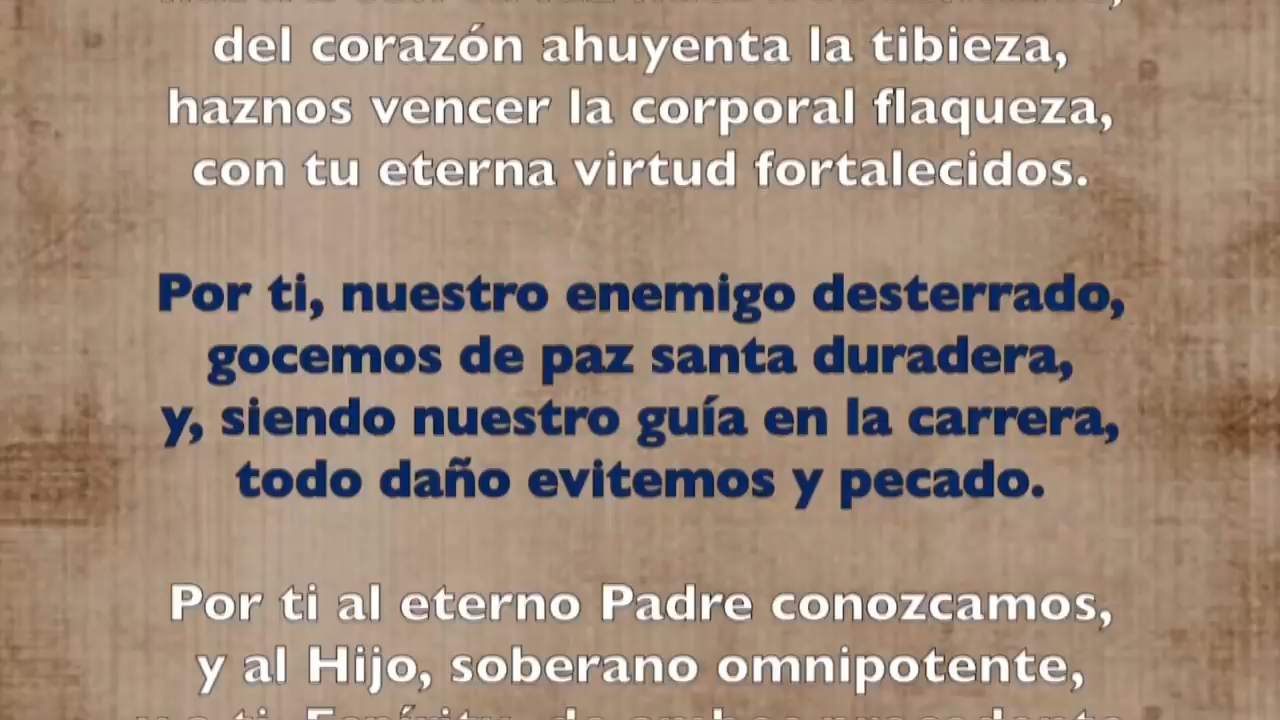 del corazón ahuyenta la tibieza,
haznos vencer la corporal flaqueza,
con tu eterna virtud fortalecidos.
Por ti, nuestro enemigo desterrado,
gocemos de paz santa duradera,
y, siendo nuestro guía en la carrera,
todo daño evitemos y pecado.
Por ti al eterno Padre conozcamos,
y al Hijo, soberano omnipotente,